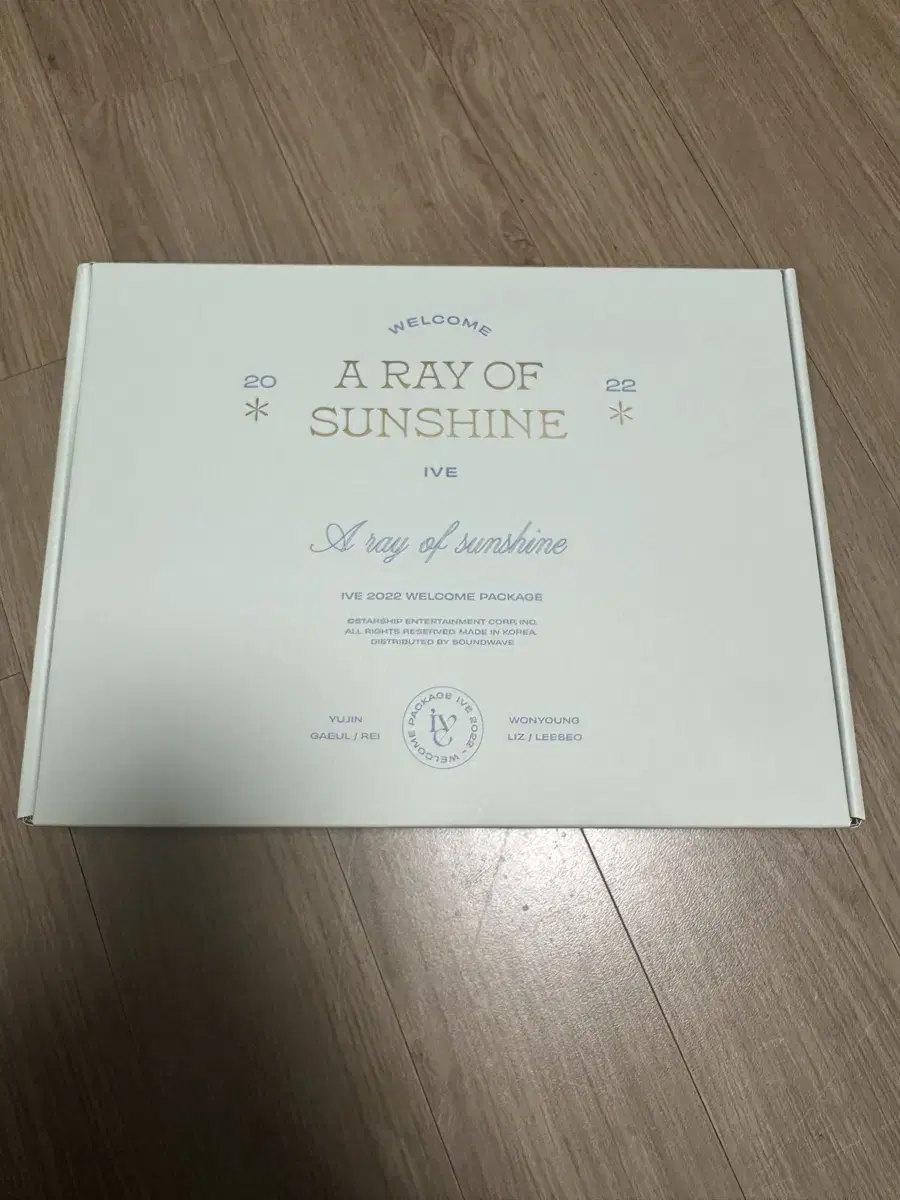 WELCOME
20 22
A RAY OF
SUNSHINE
IVE
A ray of sunshine
IVE 2022 WELCOME PACKAGE
©STARSHIP ENTERTAINMENT CORP, INC.
ALL RIGHTS RESERVED. MADE IN KOREA.
DISTRIBUTED BY SOUNDWAVE
YUJIN
GAEUL / REI
WELCOME PACKAGE IVE 2022 -
IVE
WONYOUNG
LIZ / LEESEO